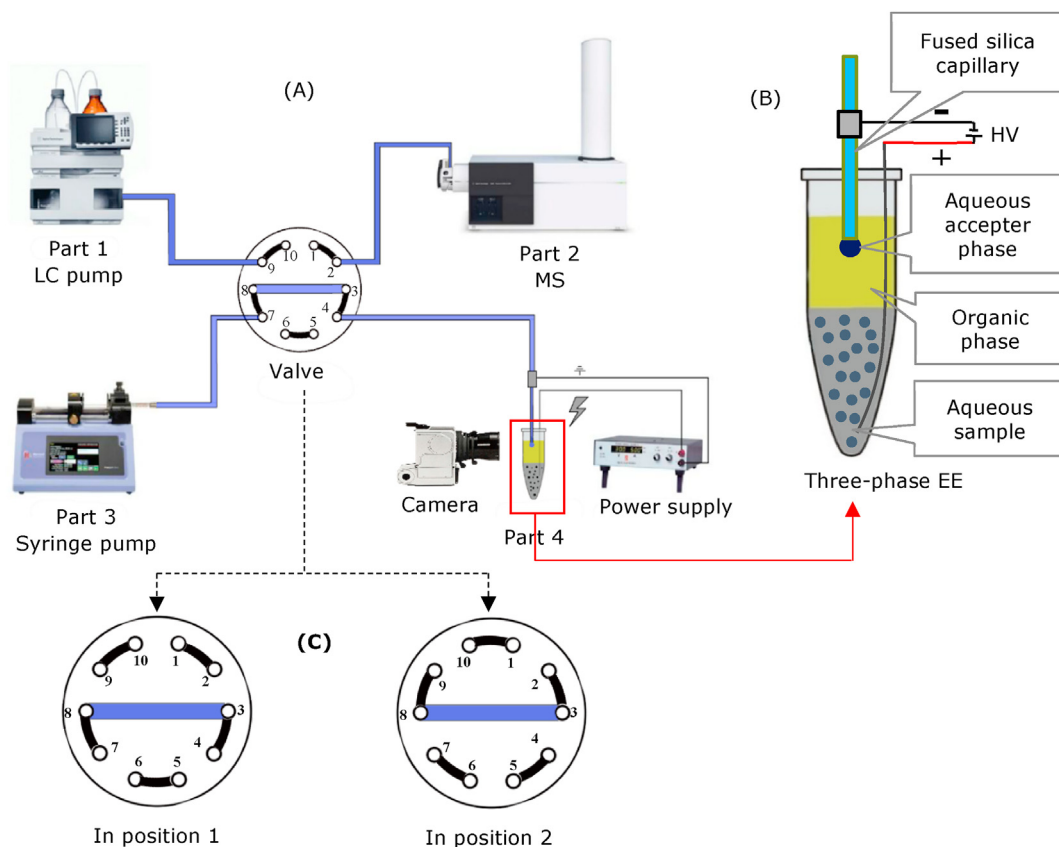 (A)
Part 1
LC pump
Part 2
MS
10
1
9
2
8
3
7
4
6
5
Valve
Part 3
Syringe pump
Camera
Part 4
Power supply
(B)
Fused silica
capillary
-
HV
+
Aqueous
accepter
phase
Organic
phase
Aqueous
sample
Three-phase EE
(C)
10
1
9
2
8
3
7
4
6
5
In position 1
10
1
9
2
8
3
7
4
6
5
In position 2